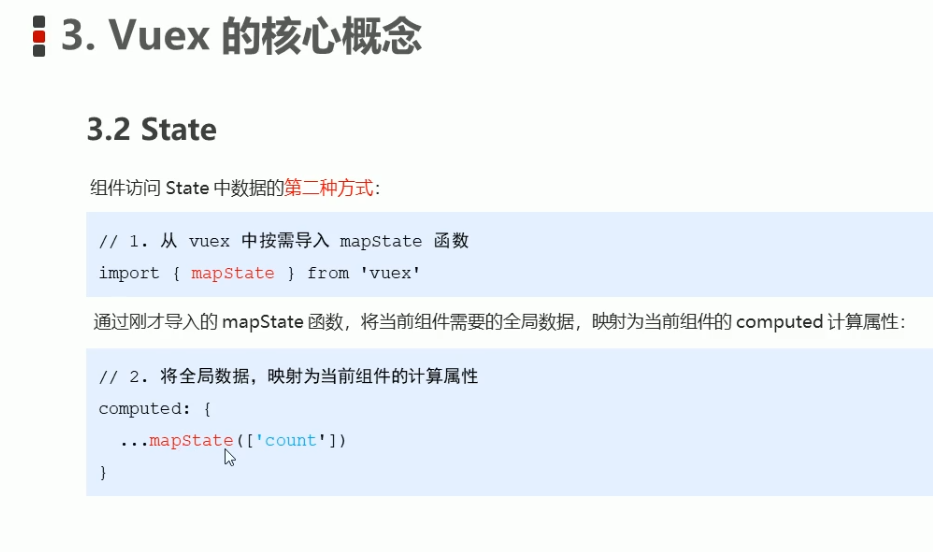 3. Vuex 的核心概念
3.2 State
组件访问 State 中数据的第二种方式：
// 1. 从 vuex 中按需导入 mapState 函数
import { mapState } from 'vuex'
通过刚才导入的 mapState 函数，将当前组件需要的全局数据，映射为当前组件的 computed 计算属性：
// 2. 将全局数据，映射为当前组件的计算属性
computed: {
...mapState(['count'])
}